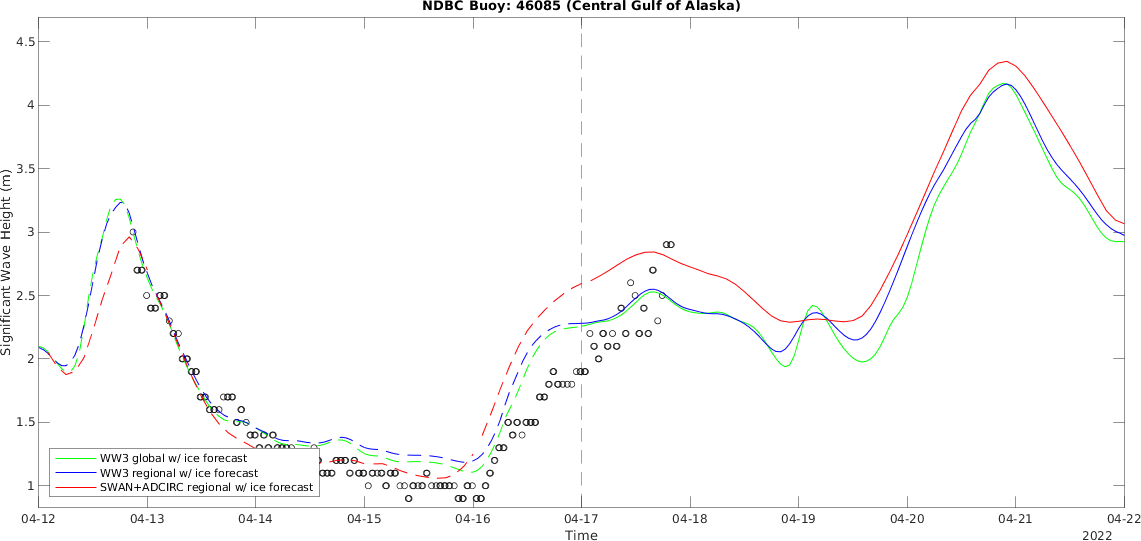 NDBC Buoy: 46085 (Central Gulf of Alaska)
Significant Wave Height (m)
4.5
4
3.5
3
2.5
2
1.5
1
WW3 global w/ ice forecast
WW3 regional w/ ice forecast
SWAN+ADCIRC regional w/ ice forecast
04-12 04-13 04-14 04-15 04-16 04-17 04-18 04-19 04-20 04-21 04-22
Time
2022